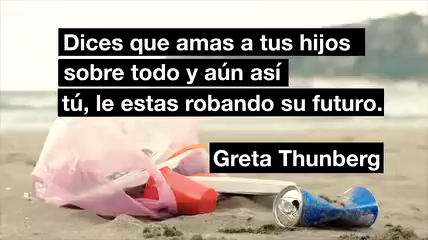 Dices que amas a tus hijos
sobre todo y aún así
tú, le estas robando su futuro.
Greta Thunberg